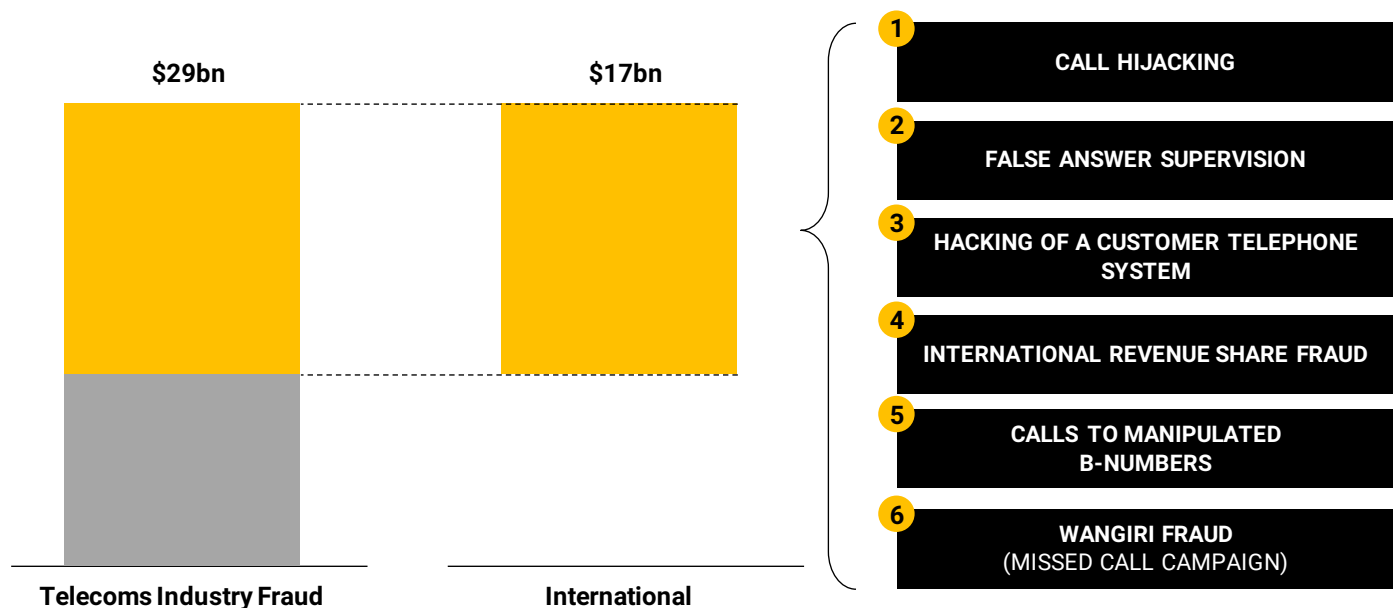 $29bn
$17bn
Telecoms Industry Fraud
International
1
CALL HIJACKING
2
FALSE ANSWER SUPERVISION
3
HACKING OF A CUSTOMER TELEPHONE
SYSTEM
4
INTERNATIONAL REVENUE SHARE FRAUD
5
CALLS TO MANIPULATED
B-NUMBERS
6
WANGIRI FRAUD
(MISSED CALL CAMPAIGN)